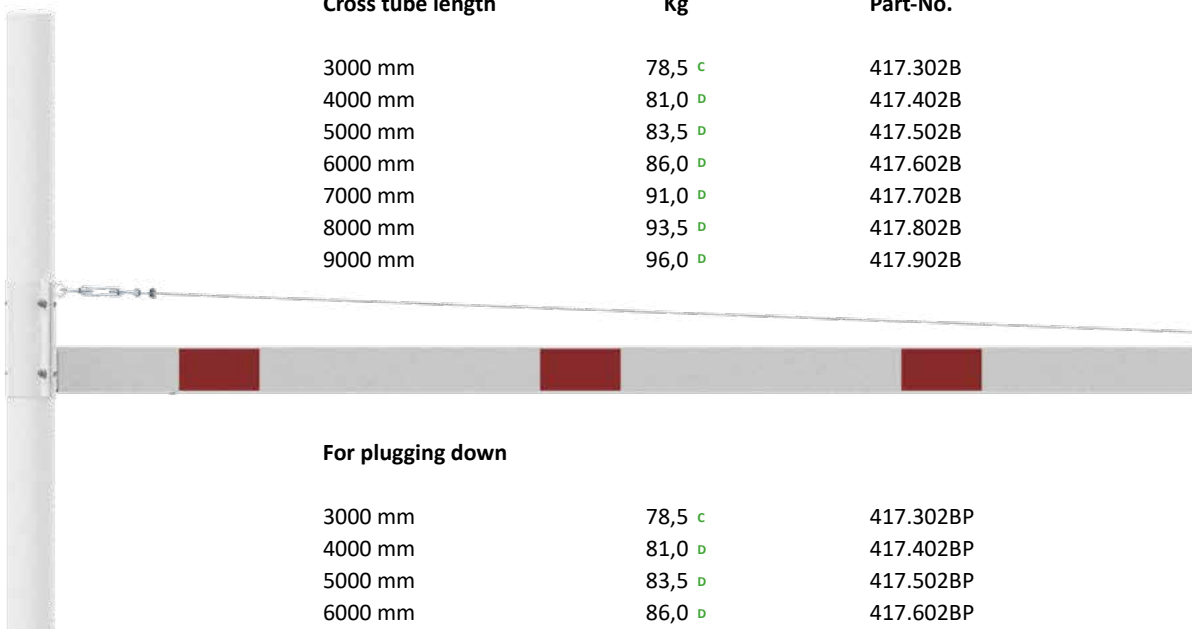 Cross tube length Kg Part-No.
3000 mm 78,5 C 417.302B
4000 mm 81,0 D 417.402B
5000 mm 83,5 D 417.502B
6000 mm 86,0 D 417.602B
7000 mm 91,0 D 417.702B
8000 mm 93,5 D 417.802B
9000 mm 96,0 D 417.902B
For plugging down
3000 mm 78,5 C 417.302BP
4000 mm 81,0 D 417.402BP
5000 mm 83,5 D 417.502BP
6000 mm 86,0 D 417.602BP